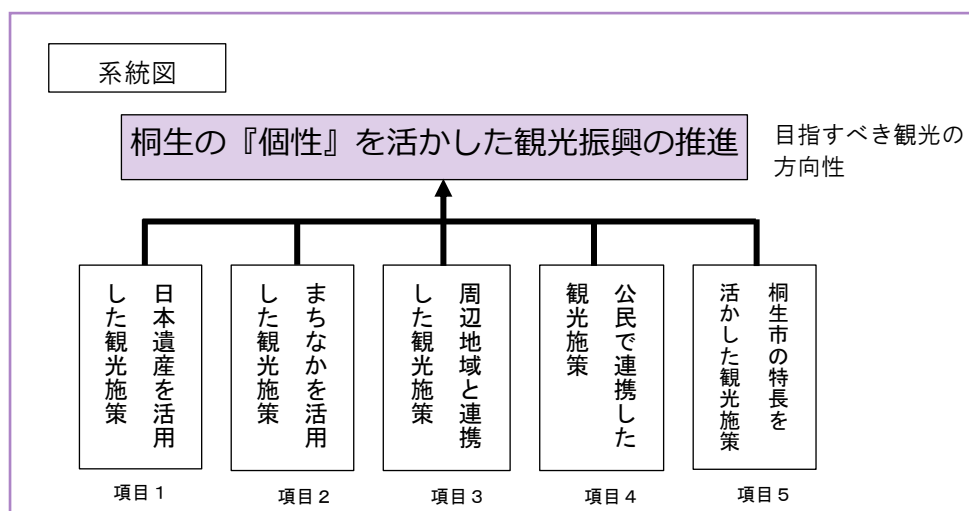 系統図
桐生の『個性』を活かした観光振興の推進
目指すべき観光の
方向性
日本遺産を活用
した観光施策
まちなかを活用
した観光施策
周辺地域と連携
した観光施策
公民で連携した
観光施策
桐生市の特長を
活かした観光施策
項目１
項目２
項目３
項目４
項目５